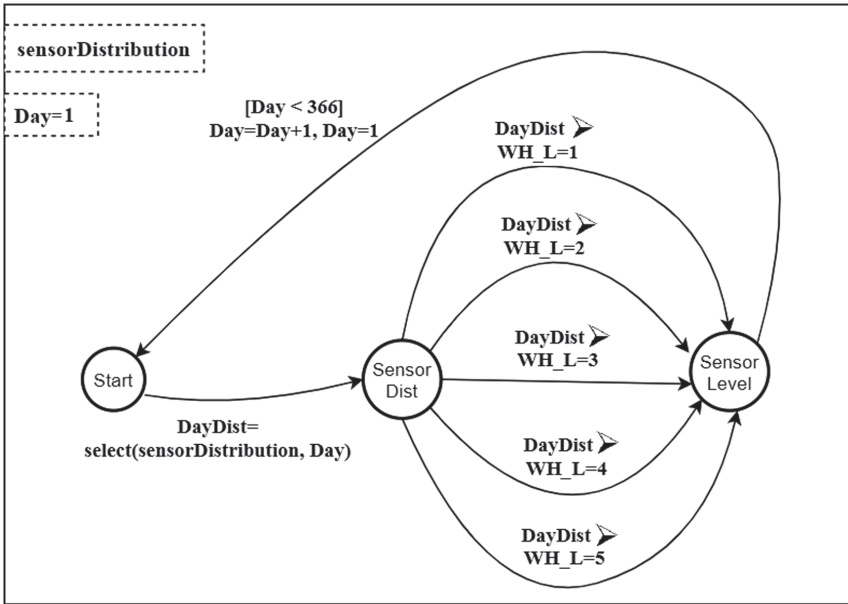 sensorDistribution
Day=1
[Day < 366]
Day=Day+1, Day=1
DayDist ➢
WH_L=1
DayDist ➢
WH_L=2
DayDist ➢
WH_L=3
DayDist ➢
WH_L=4
DayDist ➢
WH_L=5
Start
Sensor
Dist
Sensor
Level
DayDist=
select(sensorDistribution, Day)